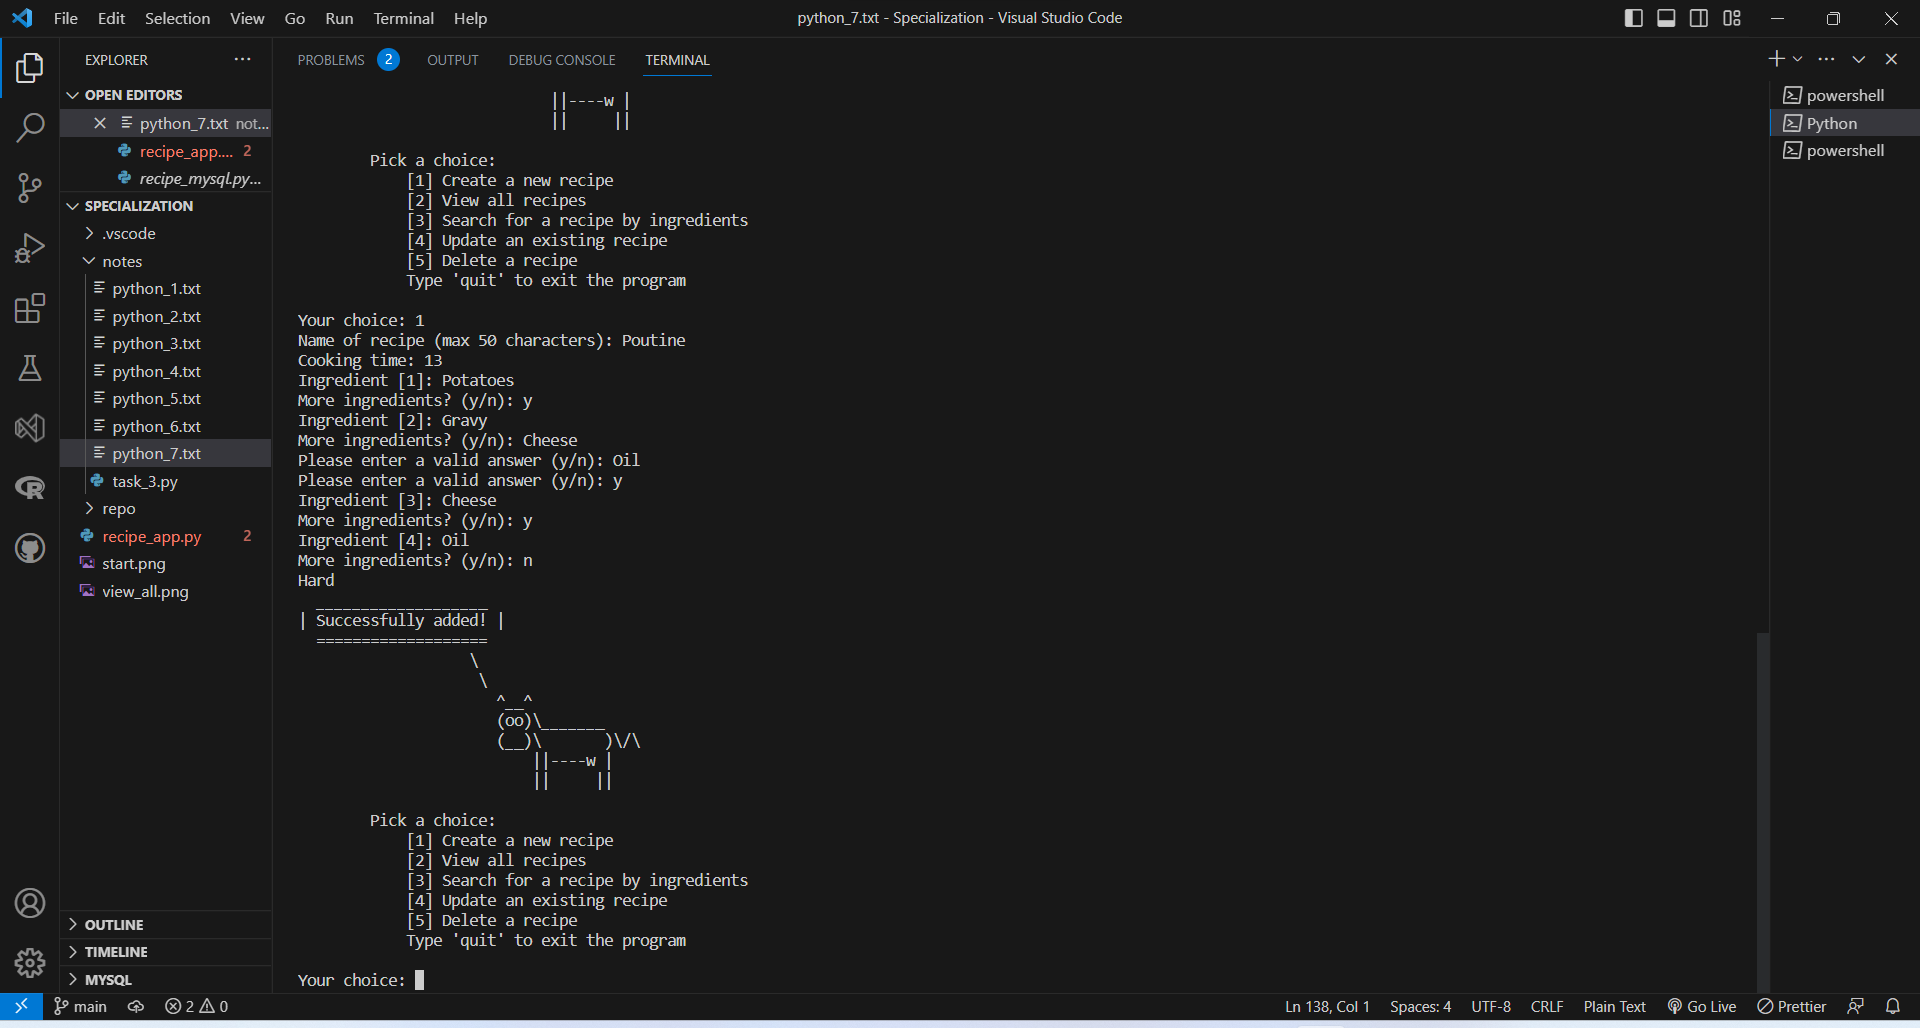 File Edit Selection View Go Run Terminal Help
python_7.txt - Specialization - Visual Studio Code
EXPLORER ···
OPEN EDITORS
python_7.txt not...
recipe_app.... 2
recipe_mysql.py...
SPECIALIZATION
.vscode
notes
python_1.txt
python_2.txt
python_3.txt
python_4.txt
python_5.txt
python_6.txt
python_7.txt
task_3.py
repo
recipe_app.py 2
start.png
view_all.png
OUTLINE
TIMELINE
MYSQL
PROBLEMS 2 OUTPUT DEBUG CONSOLE TERMINAL
||----w |
||     ||
Pick a choice:
[1] Create a new recipe
[2] View all recipes
[3] Search for a recipe by ingredients
[4] Update an existing recipe
[5] Delete a recipe
Type 'quit' to exit the program
Your choice: 1
Name of recipe (max 50 characters): Poutine
Cooking time: 13
Ingredient [1]: Potatoes
More ingredients? (y/n): y
Ingredient [2]: Gravy
More ingredients? (y/n): Cheese
Please enter a valid answer (y/n): Oil
Please enter a valid answer (y/n): y
Ingredient [3]: Cheese
More ingredients? (y/n): y
Ingredient [4]: Oil
More ingredients? (y/n): n
Hard
  ___________________
| Successfully added! |
  ===================
                   \
                    \
                      ^__^
                      (oo)\_______
                      (__)\       )\/\
                          ||----w |
                          ||     ||
Pick a choice:
[1] Create a new recipe
[2] View all recipes
[3] Search for a recipe by ingredients
[4] Update an existing recipe
[5] Delete a recipe
Type 'quit' to exit the program
Your choice:
powershell
Python
powershell
main 2 0 Ln 138, Col 1 Spaces: 4 UTF-8 CRLF Plain Text Go Live Prettier